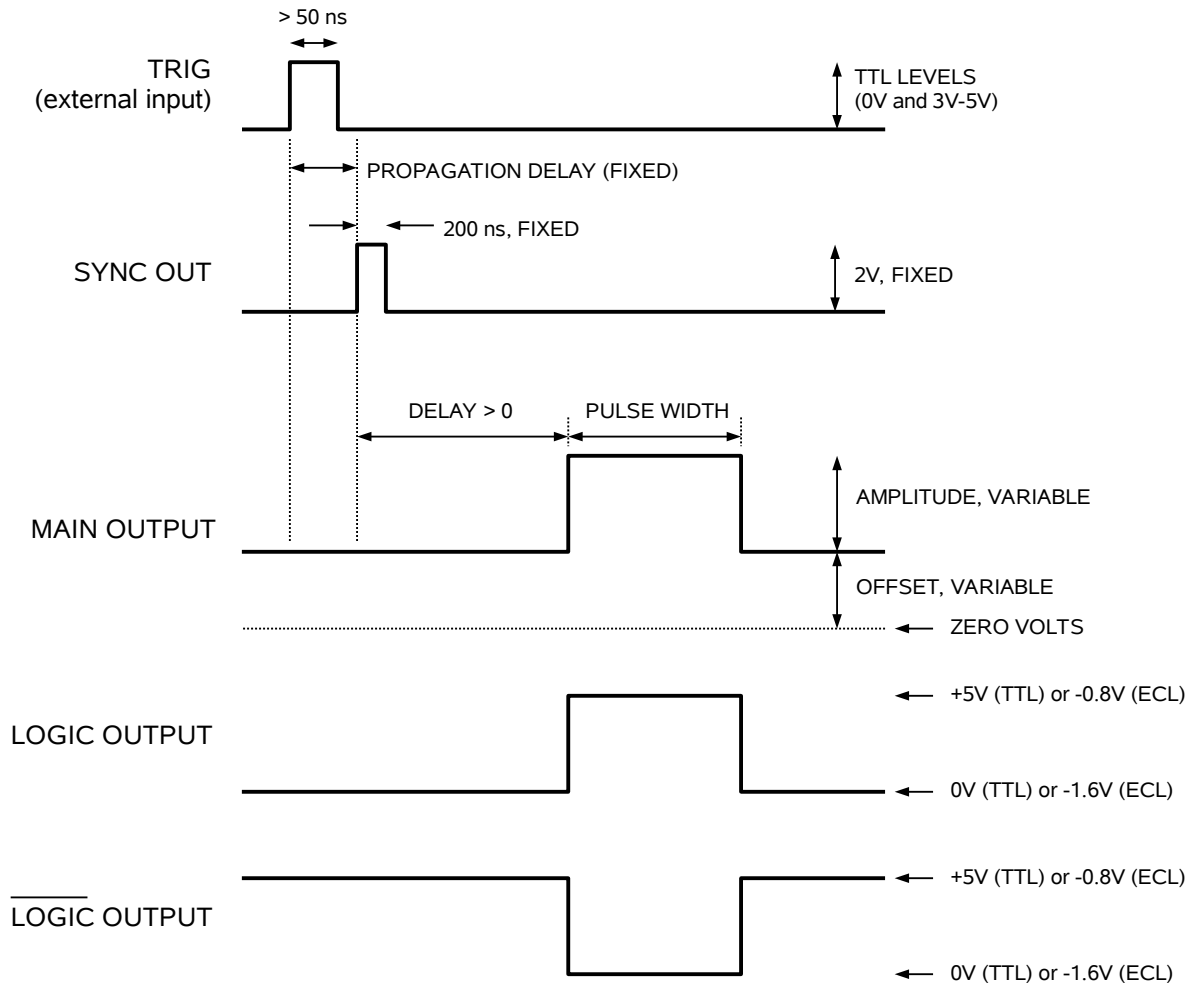 > 50 ns
TRIG
(external input)
TTL LEVELS
(0V and 3V-5V)
PROPAGATION DELAY (FIXED)
200 ns, FIXED
SYNC OUT
2V, FIXED
DELAY > 0
PULSE WIDTH
MAIN OUTPUT
AMPLITUDE, VARIABLE
OFFSET, VARIABLE
ZERO VOLTS
+5V (TTL) or -0.8V (ECL)
LOGIC OUTPUT
0V (TTL) or -1.6V (ECL)
+5V (TTL) or -0.8V (ECL)
LOGIC OUTPUT
0V (TTL) or -1.6V (ECL)